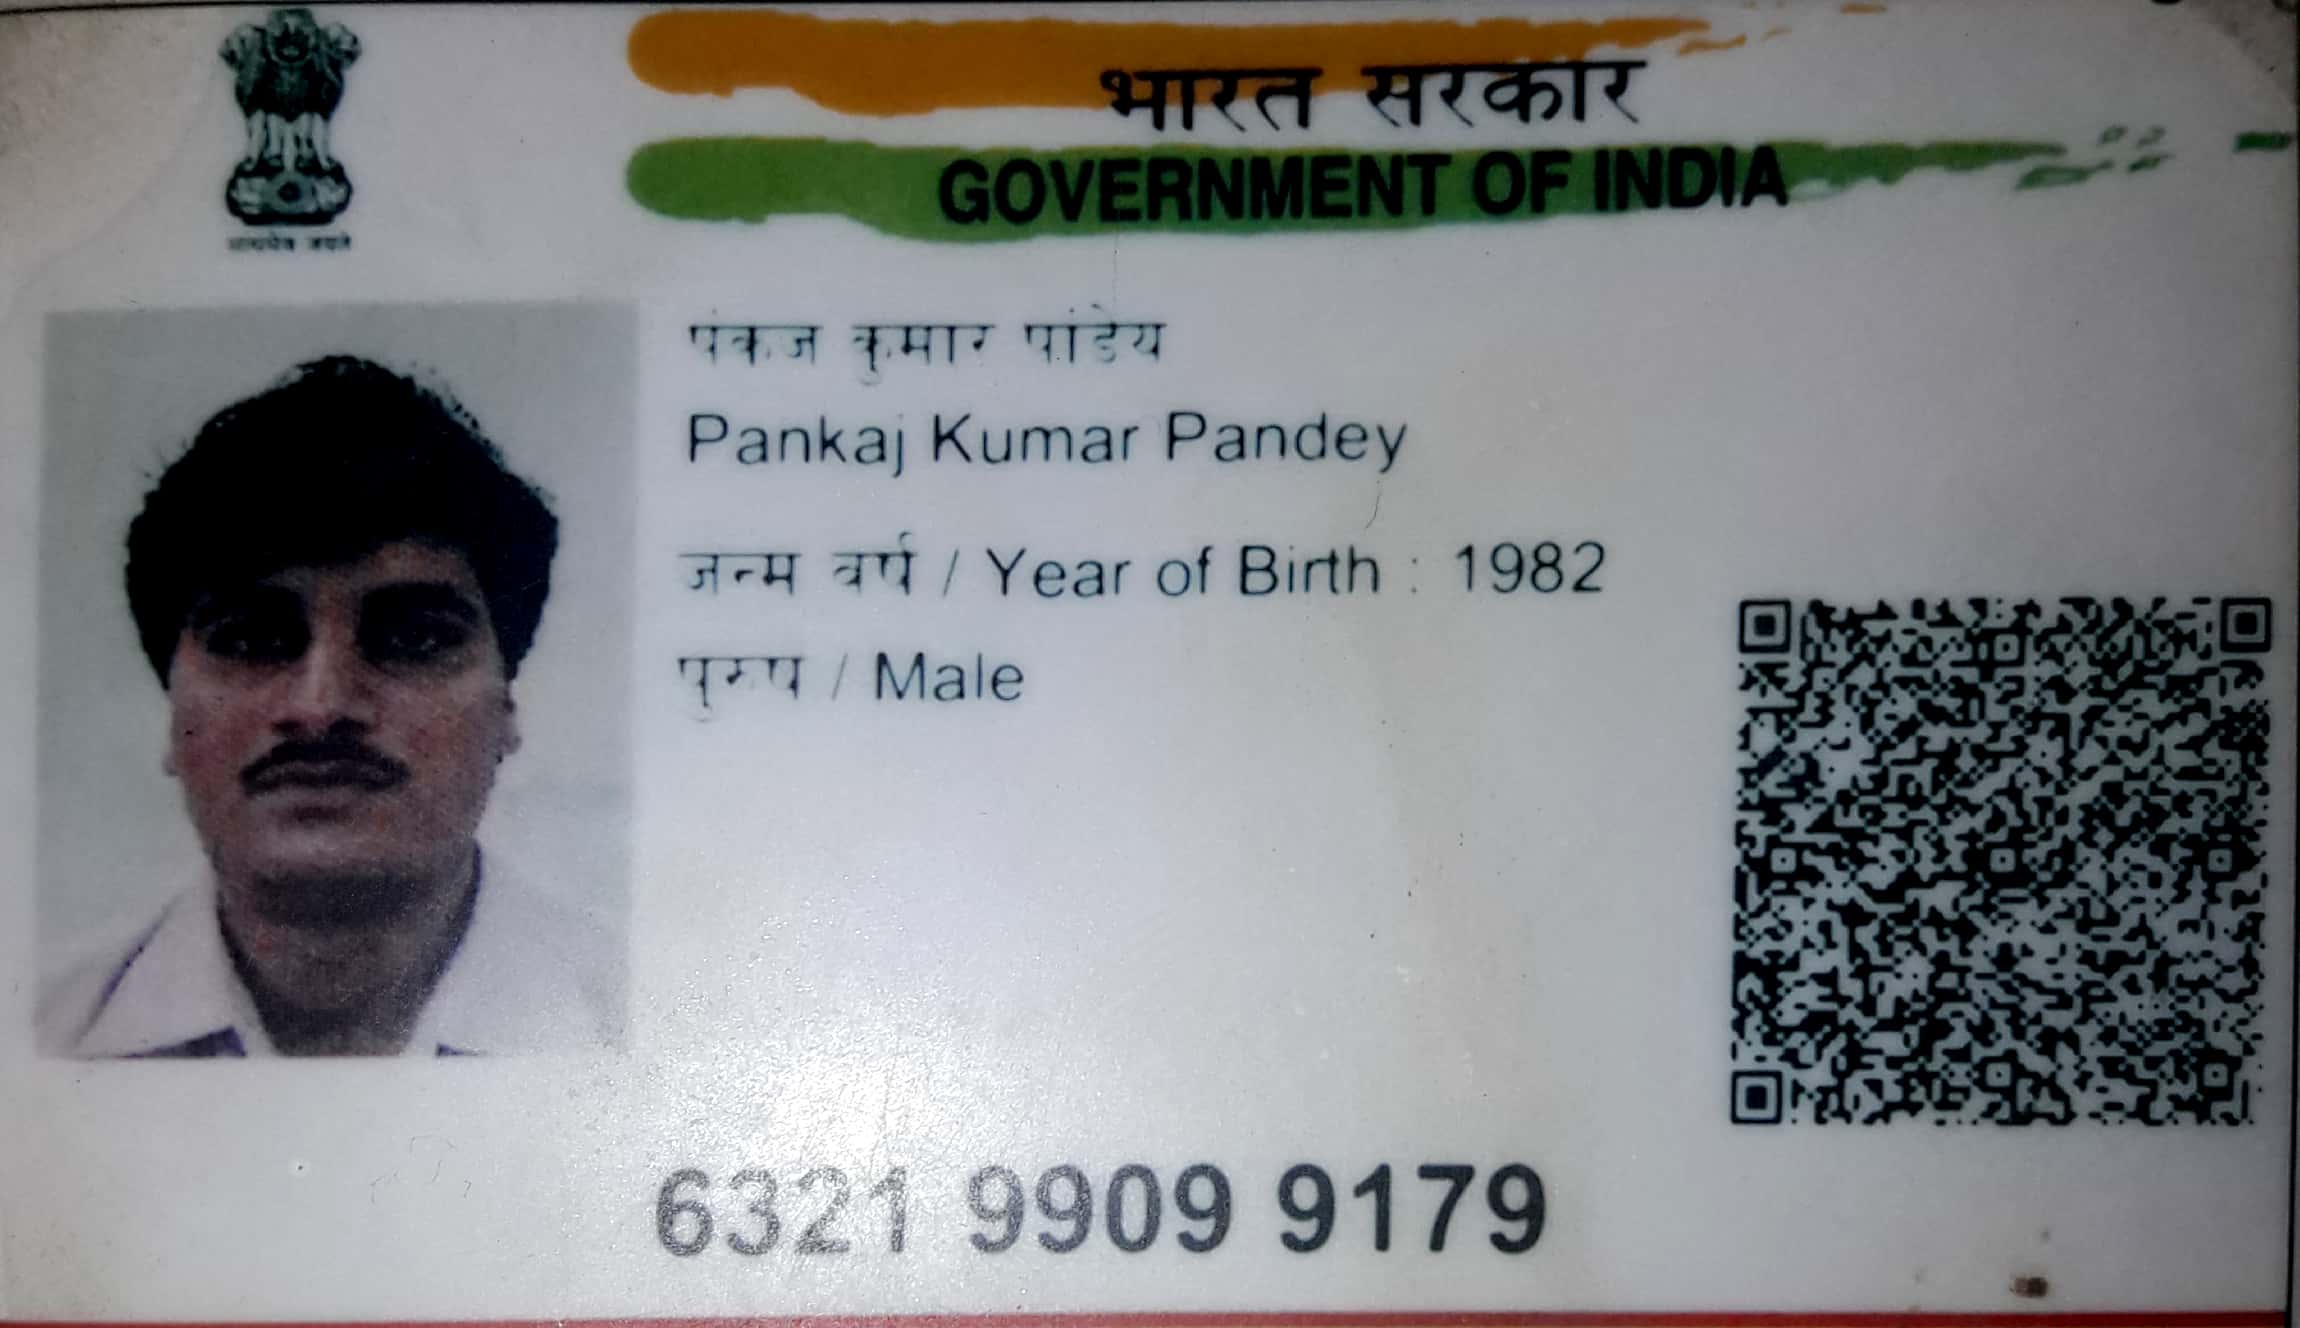 भारत सरकार
GOVERNMENT OF INDIA
सत्यमेव जयते
पंकज कुमार पांडेय
Pankaj Kumar Pandey
जन्म वर्ष / Year of Birth : 1982
पुरुष / Male
6321 9909 9179